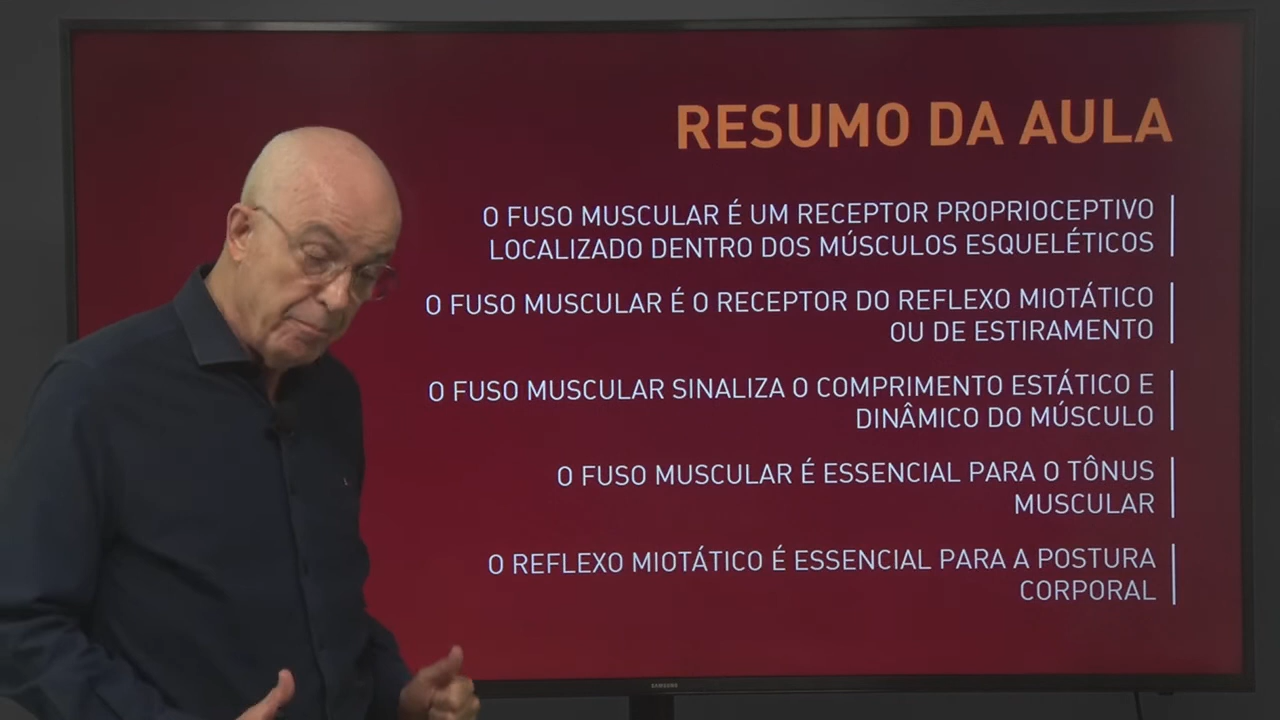 RESUMO DA AULA
O FUSO MUSCULAR É UM RECEPTOR PROPRIOCEPTIVO
LOCALIZADO DENTRO DOS MÚSCULOS ESQUELÉTICOS
O FUSO MUSCULAR É O RECEPTOR DO REFLEXO MIOTÁTICO
OU DE ESTIRAMENTO
O FUSO MUSCULAR SINALIZA O COMPRIMENTO ESTÁTICO E
DINÂMICO DO MÚSCULO
O FUSO MUSCULAR É ESSENCIAL PARA O TÔNUS
MUSCULAR
O REFLEXO MIOTÁTICO É ESSENCIAL PARA A POSTURA
CORPORAL
SAMSUNG